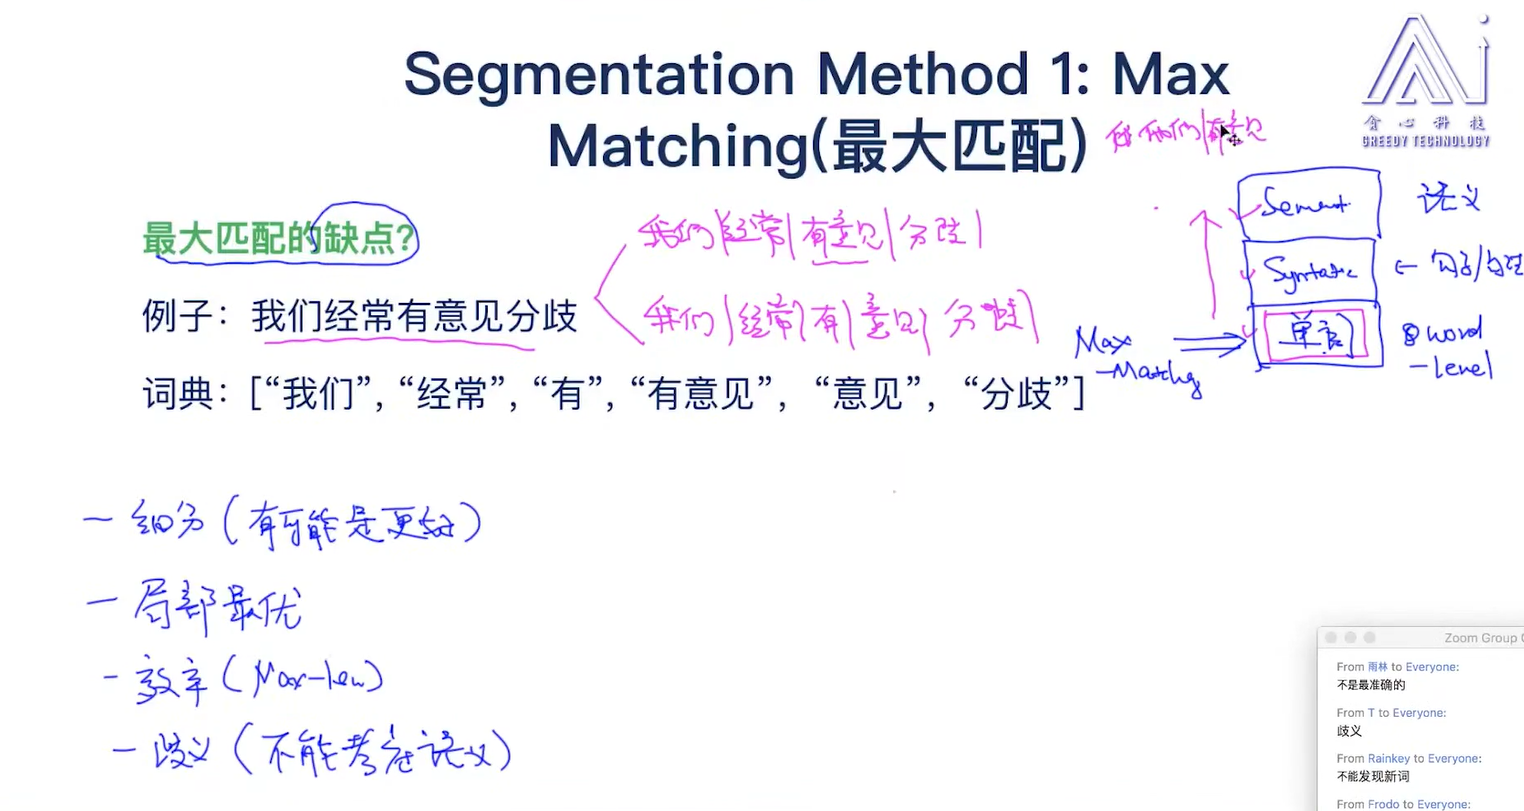 Segmentation Method 1: Max
Matching(最大匹配)
我 他们|有意见
贪心科技
GREEDY TECHNOLOGY
最大匹配的缺点?
我们|经常|有意见|分歧|
语义
Syntatic
← 句子/
例子：我们经常有意见分歧
我们|经常|有|意见|分歧|
Max
-Matchg
单词
word
-level
词典：[“我们”, “经常”, “有”, “有意见”, “意见”, “分歧”]
- 细分（有可能是更好）
- 局部最优
- 效率（Max-len）
- 歧义（不能考虑语义）
Zoom Group C
From 雨林 to Everyone:
不是最准确的
From T to Everyone:
歧义
From Rainkey to Everyone:
不能发现新词
From Frodo to Everyone: